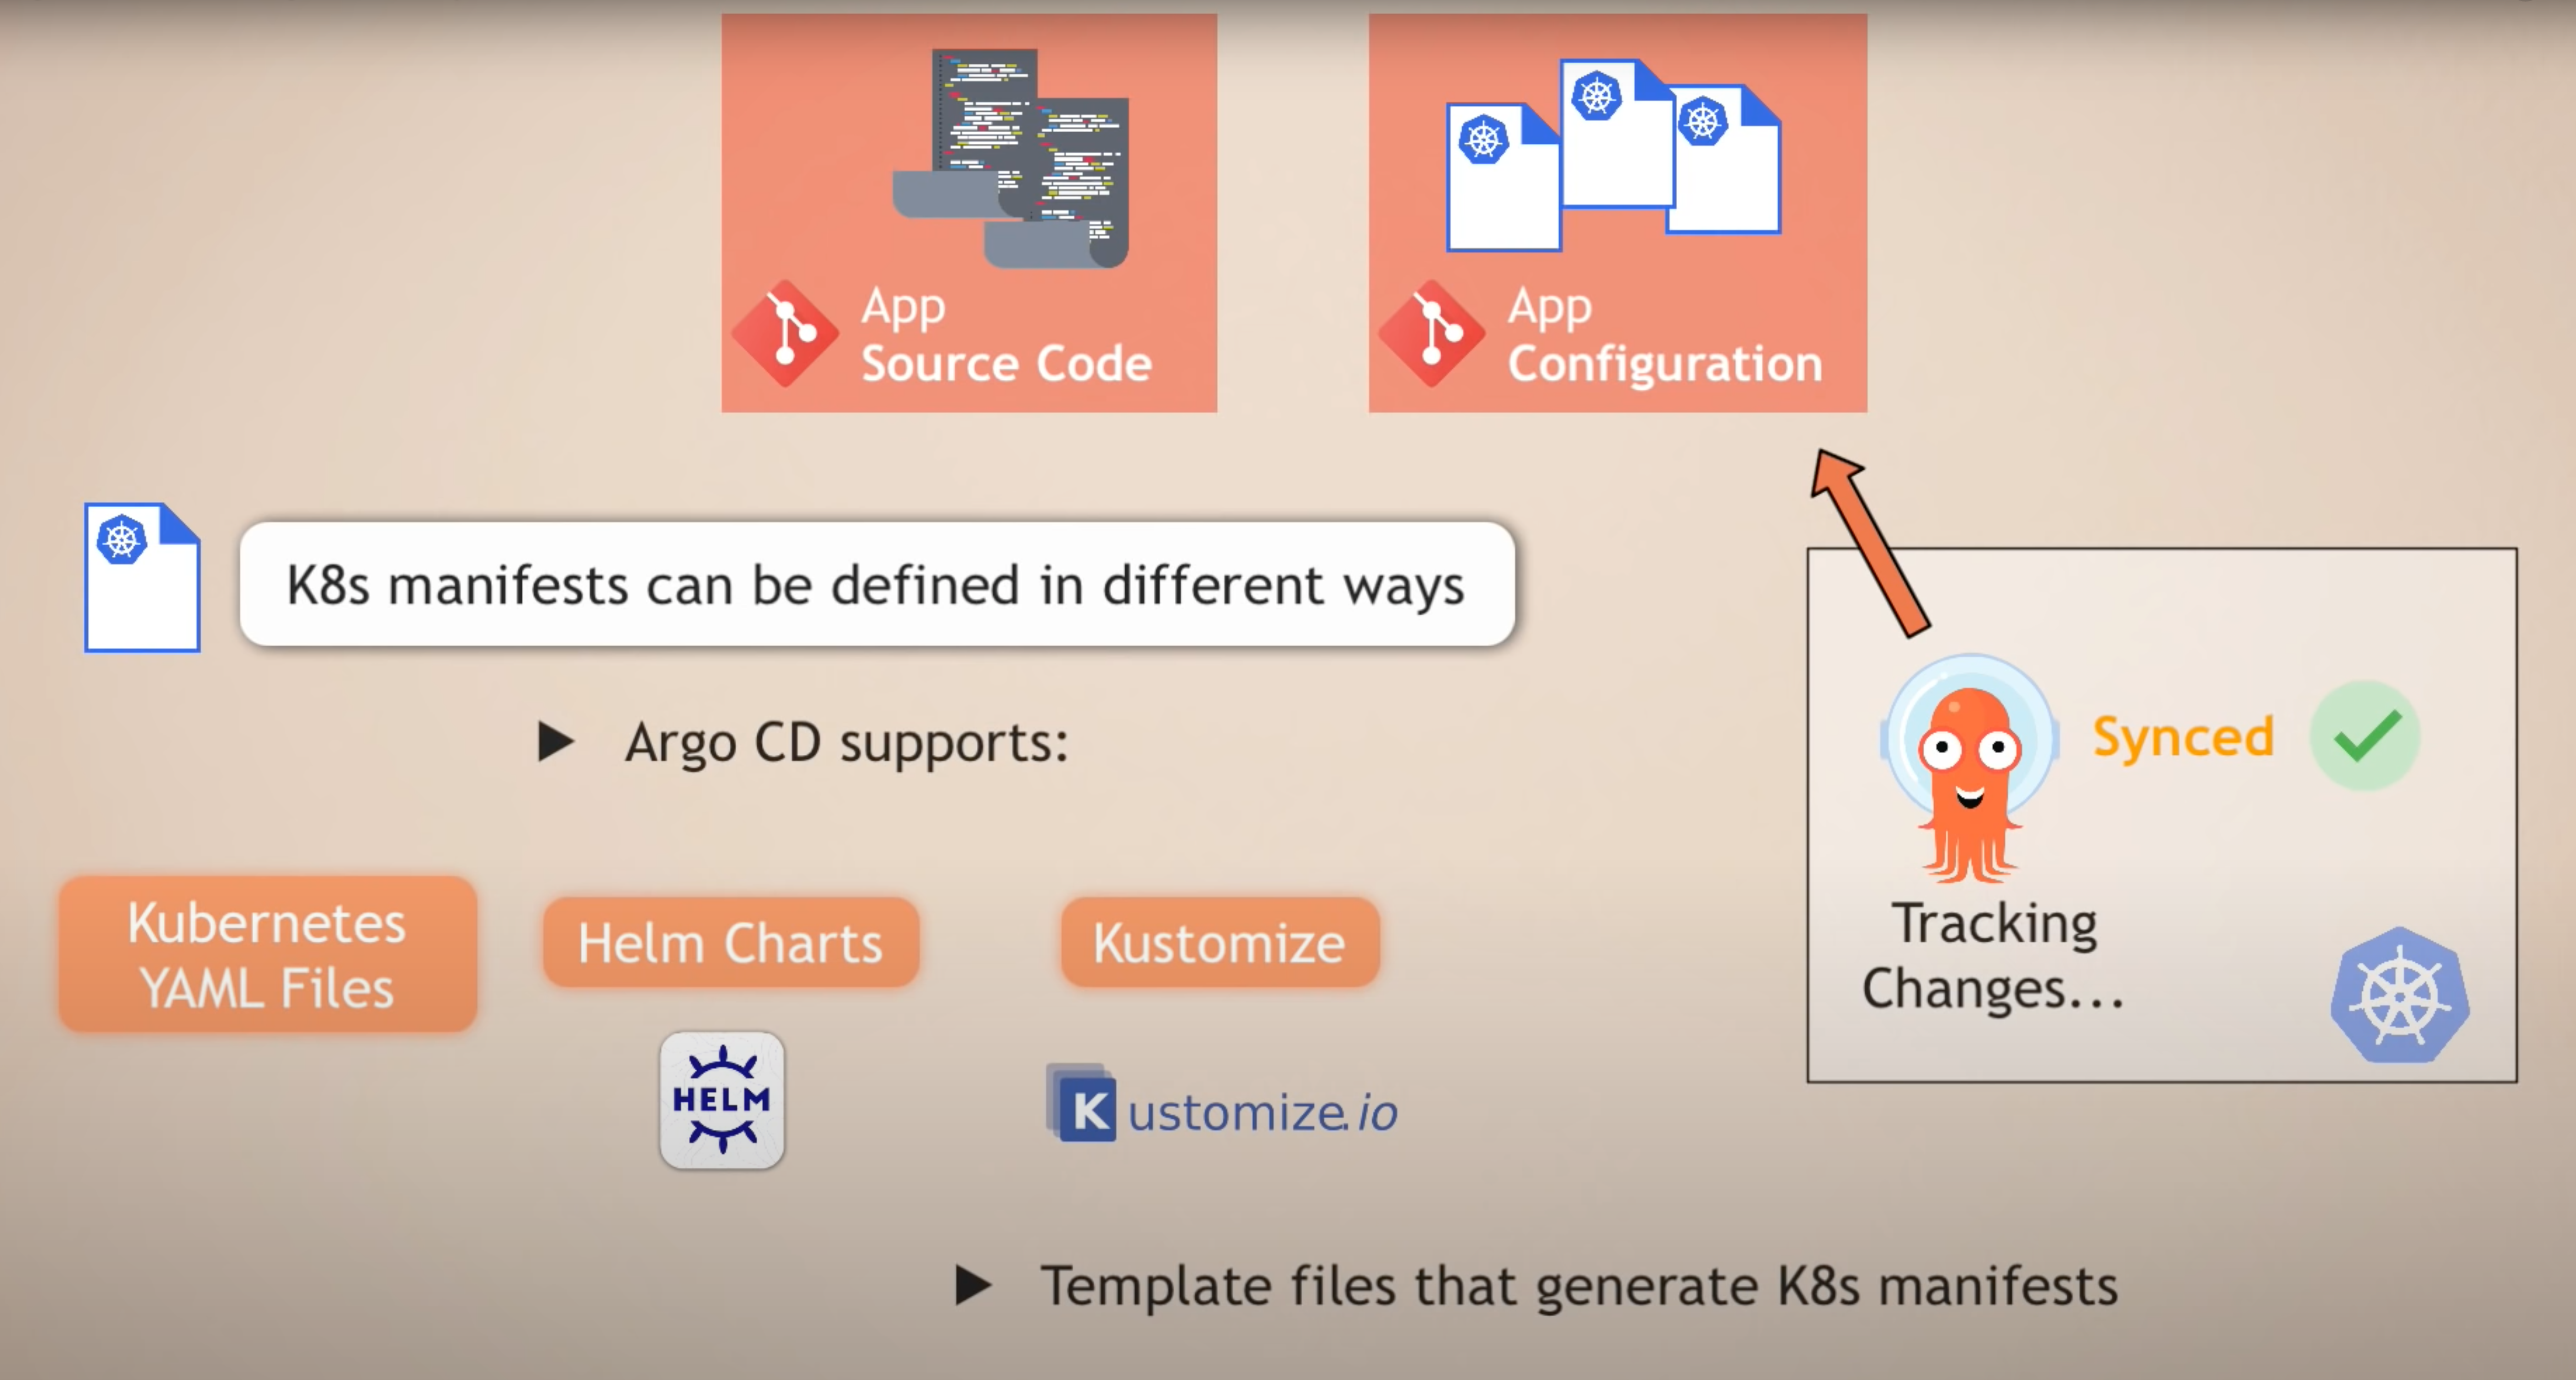 App
Source Code
App
Configuration
K8s manifests can be defined in different ways
Argo CD supports:
Synced
Kubernetes
YAML Files
Helm Charts
Kustomize
Tracking
Changes...
HELM
Kustomize.io
Template files that generate K8s manifests